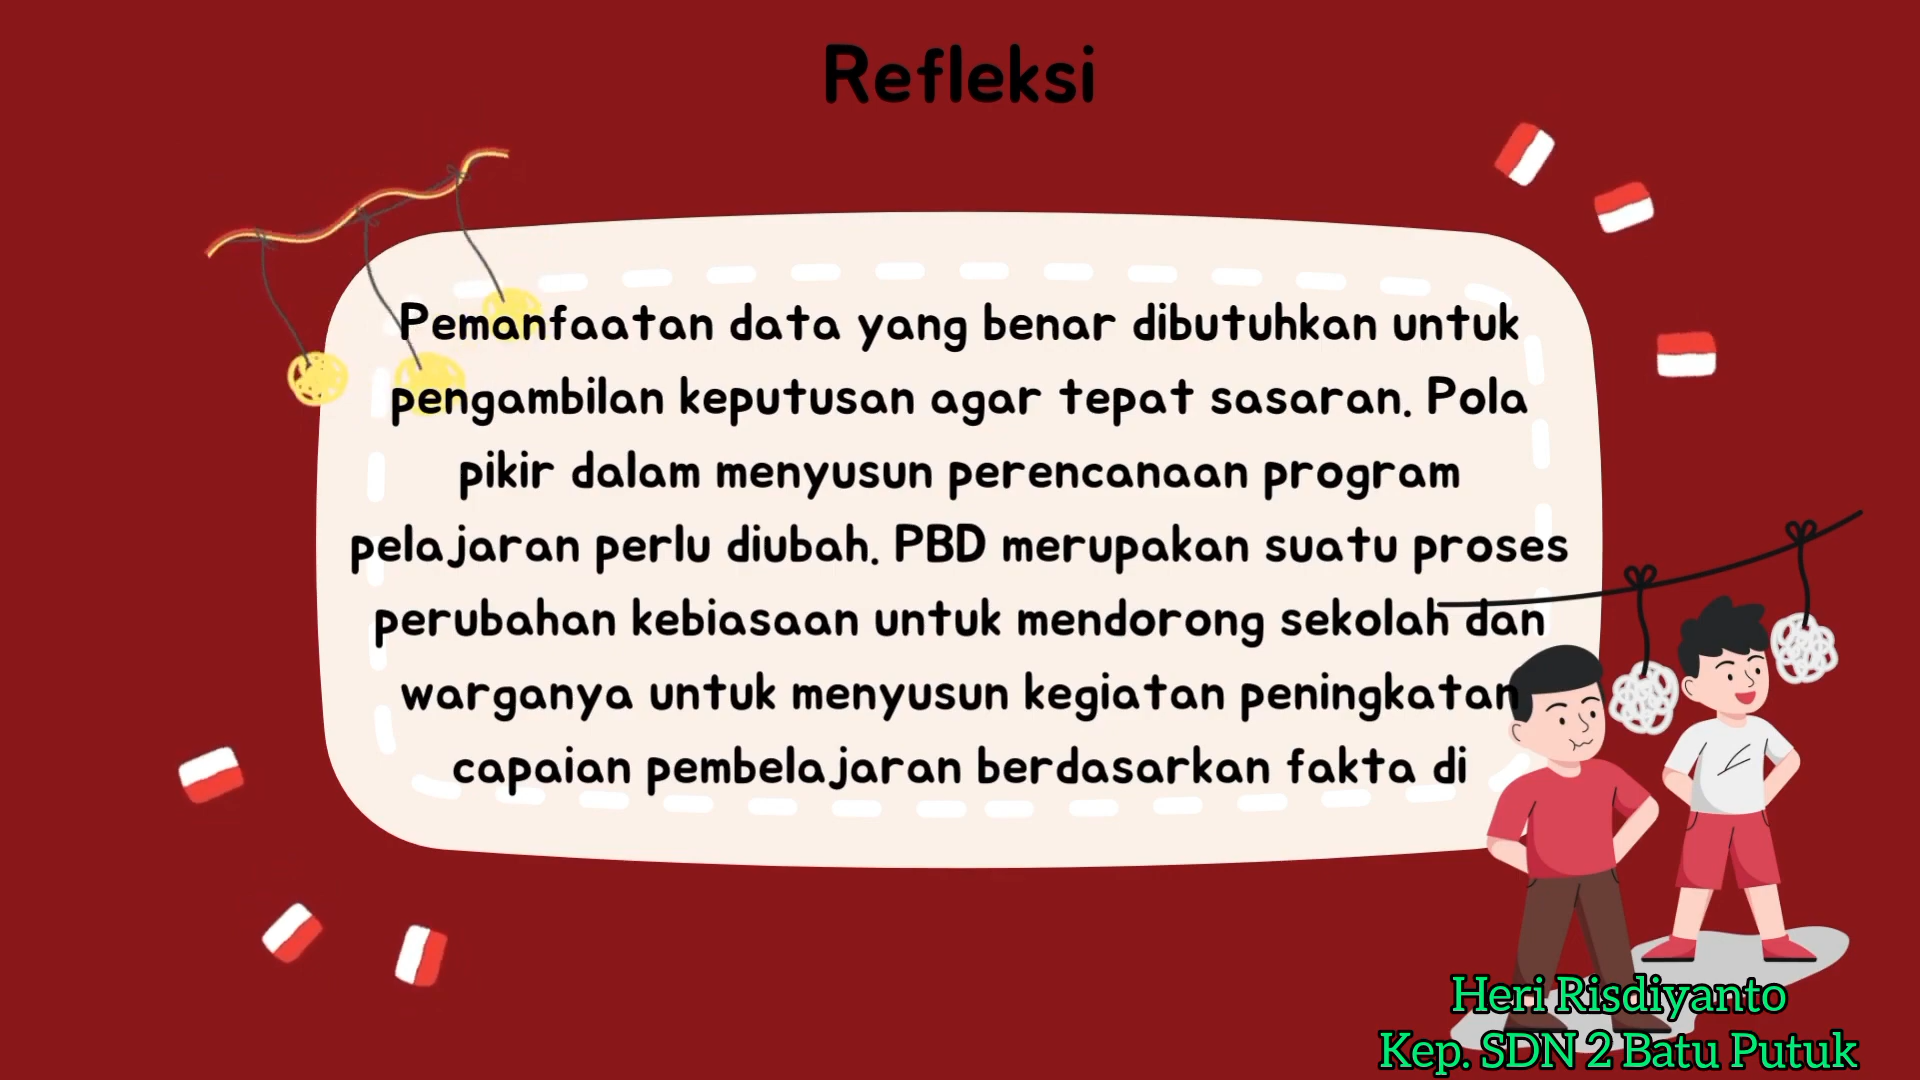 Refleksi
Pemanfaatan data yang benar dibutuhkan untuk
pengambilan keputusan agar tepat sasaran. Pola
pikir dalam menyusun perencanaan program
pelajaran perlu diubah. PBD merupakan suatu proses
perubahan kebiasaan untuk mendorong sekolah dan
warganya untuk menyusun kegiatan peningkatan
capaian pembelajaran berdasarkan fakta di
Heri Risdiyanto
Kep. SDN 2 Batu Putuk